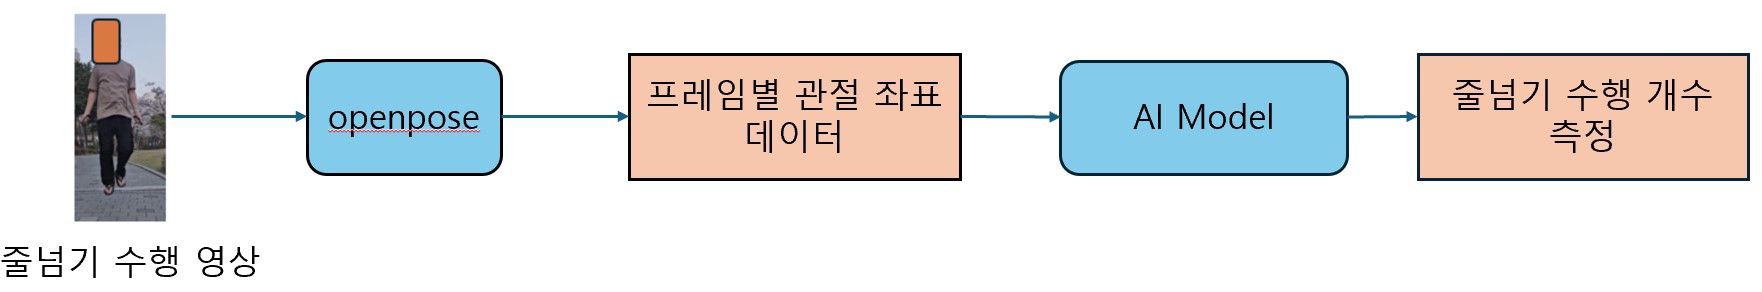 openpose
프레임별 관절 좌표
데이터
AI Model
줄넘기 수행 개수
측정
줄넘기 수행 영상